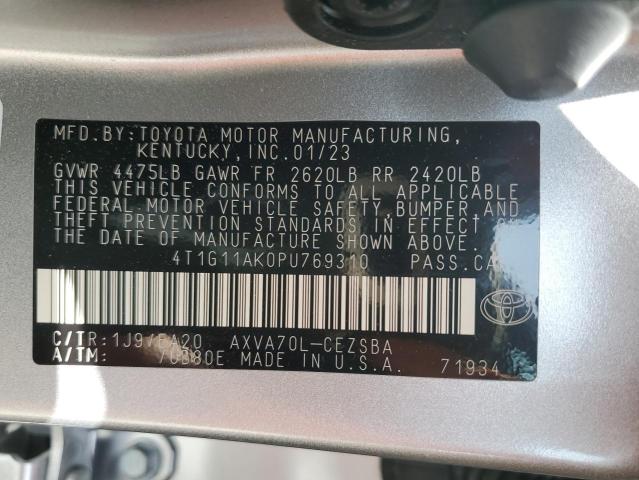 MFD.BY:TOYOTA MOTOR MANUFACTURING,
KENTUCKY, INC.01/23
GVWR 4475LB GAWR FR 2620LB RR 2420LB
THIS VEHICLE CONFORMS TO ALL APPLICABLE
FEDERAL MOTOR VEHICLE SAFETY,BUMPER,AND
THEFT PREVENTION STANDARDS IN EFFECT ON
THE DATE OF MANUFACTURE SHOWN ABOVE.
4T1G11AK0PU769310 PASS.CAR
C/TR:1J9/EA20 AXVA70L-CEZSBA
A/TM: /UB80E MADE IN U.S.A. 71934